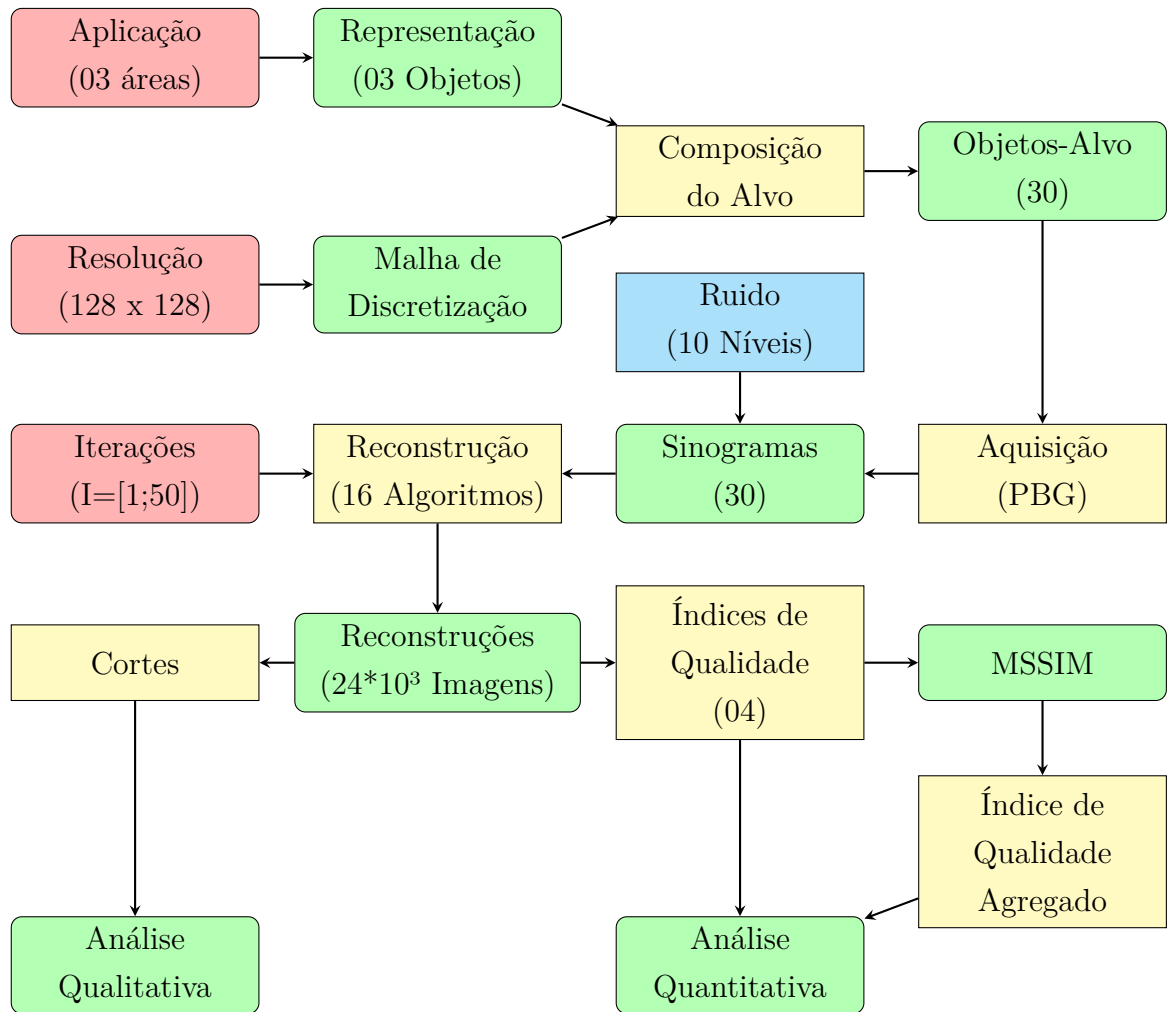 Aplicação
(03 áreas)
Representação
(03 Objetos)
Composição
do Alvo
Objetos-Alvo
(30)
Resolução
(128 x 128)
Malha de
Discretização
Ruido
(10 Níveis)
Iterações
(I=[1;50])
Reconstrução
(16 Algoritmos)
Sinogramas
(30)
Aquisição
(PBG)
Cortes
Reconstruções
(24*10³ Imagens)
Índices de
Qualidade
(04)
MSSIM
Índice de
Qualidade
Agregado
Análise
Qualitativa
Análise
Quantitativa